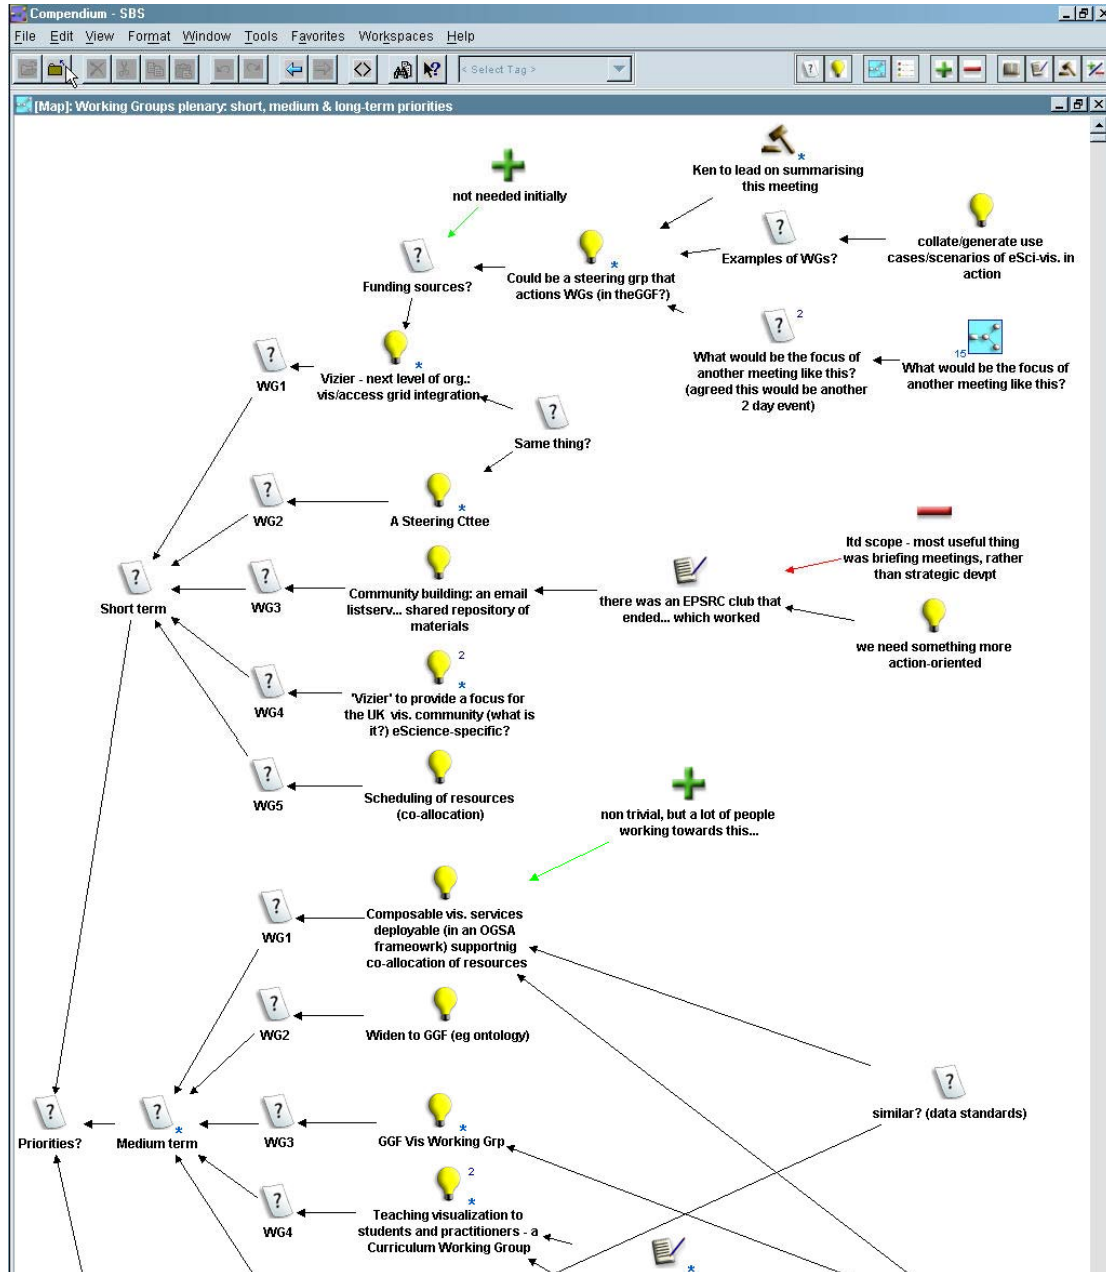 Compendium - SBS
File Edit View Format Window Tools Favorites Workspaces Help
< Select Tag >
[Map]: Working Groups plenary: short, medium & long-term priorities
not needed initially
Ken to lead on summarising
this meeting
Funding sources?
Could be a steering grp that
actions WGs (in theGGF?)
Examples of WGs?
collate/generate use
cases/scenarios of eSci-vis. in
action
WG1
Vizier - next level of org.:
vis/access grid integration
2
What would be the focus of
another meeting like this?
(agreed this would be another
2 day event)
15
What would be the focus of
another meeting like this?
Same thing?
WG2
A Steering Cttee
ltd scope - most useful thing
was briefing meetings, rather
than strategic devpt
Short term
WG3
Community building: an email
listserv... shared repository of
materials
there was an EPSRC club that
ended... which worked
we need something more
action-oriented
WG4
2
'Vizier' to provide a focus for
the UK vis. community (what is
it?) eScience-specific?
WG5
Scheduling of resources
(co-allocation)
non trivial, but a lot of people
working towards this...
WG1
Composable vis. services
deployable (in an OGSA
frameowrk) supportnig
co-allocation of resources
WG2
Widen to GGF (eg ontology)
similar? (data standards)
Priorities?
Medium term
WG3
GGF Vis Working Grp
WG4
2
Teaching visualization to
students and practitioners - a
Curriculum Working Group